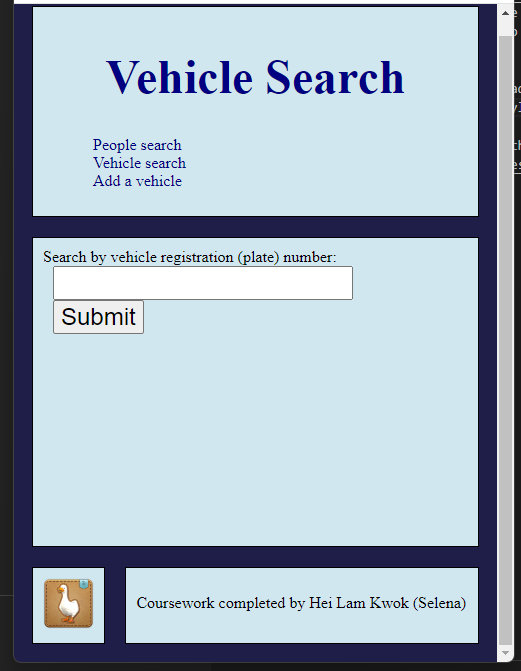 Vehicle Search
People search
Vehicle search
Add a vehicle
Search by vehicle registration (plate) number:
Submit
Coursework completed by Hei Lam Kwok (Selena)